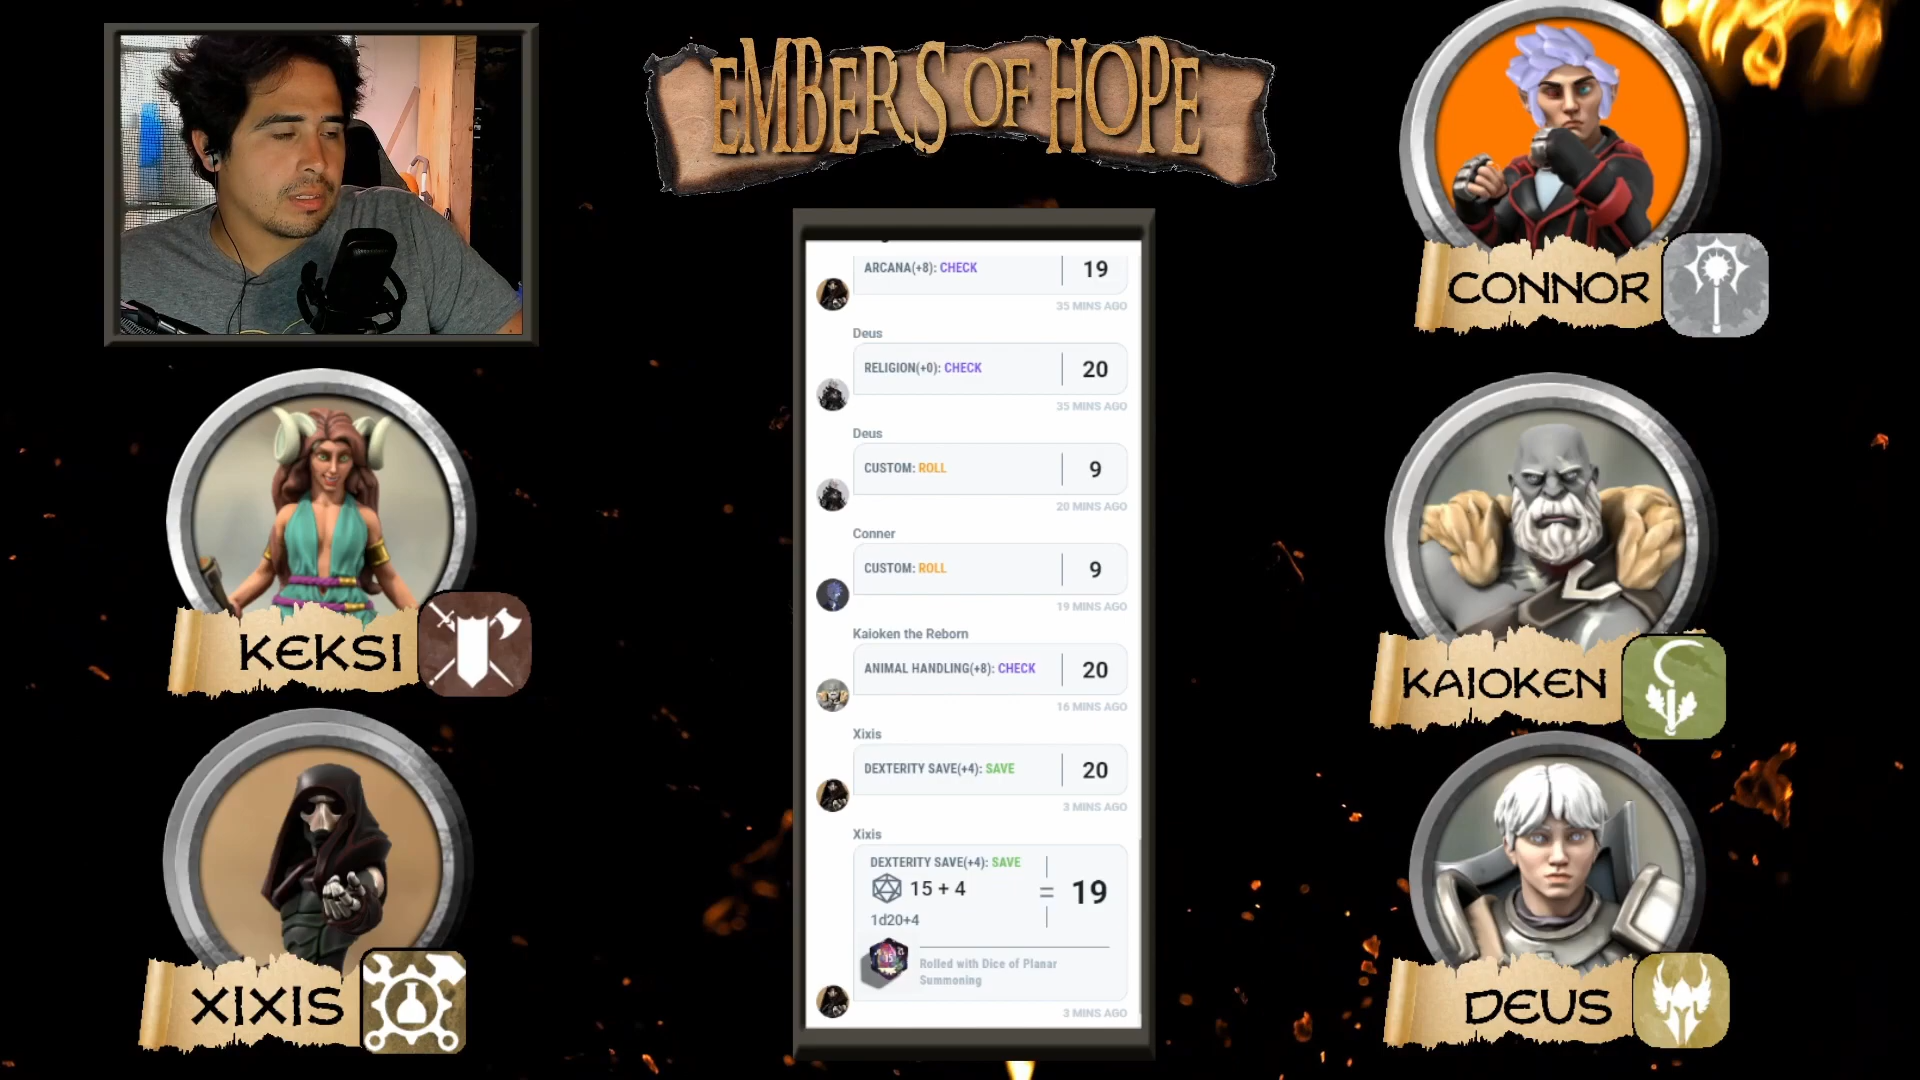 EMBERS OF HOPE
CONNOR
KEKSI
KAIOKEN
XIXIS
DEUS
ARCANA(+8): CHECK
19
35 MINS AGO
Deus
RELIGION(+0): CHECK
20
35 MINS AGO
Deus
CUSTOM: ROLL
9
20 MINS AGO
Conner
CUSTOM: ROLL
9
19 MINS AGO
Kaioken the Reborn
ANIMAL HANDLING(+8): CHECK
20
16 MINS AGO
Xixis
DEXTERITY SAVE(+4): SAVE
20
3 MINS AGO
Xixis
DEXTERITY SAVE(+4): SAVE
15 + 4
= 19
1d20+4
15
Rolled with Dice of Planar
Summoning
3 MINS AGO